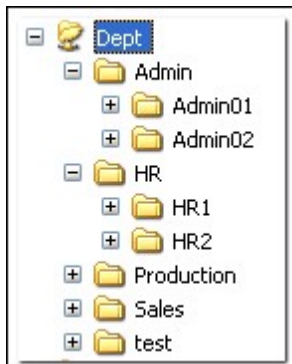 Dept
Admin
Admin01
Admin02
HR
HR1
HR2
Production
Sales
test